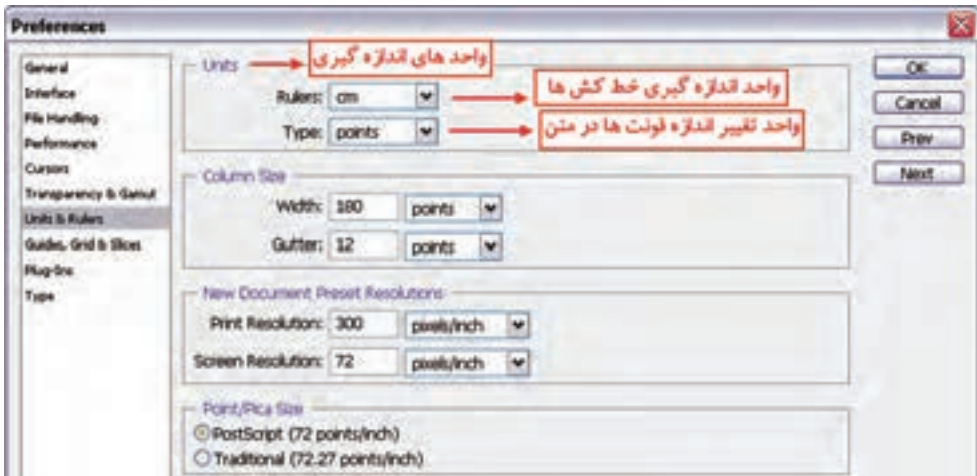 Preferences
General
Interface
File Handling
Performance
Cursors
Transparency & Gamut
Units & Rulers
Guides, Grid & Slices
Plug-Ins
Type
Units
واحد های اندازه گیری
Rulers: cm
واحد اندازه گیری خط کش ها
Type: points
واحد تغییر اندازه فونت ها در متن
Column Size
Width: 180 points
Gutter: 12 points
New Document Preset Resolutions
Print Resolution: 300 pixels/inch
Screen Resolution: 72 pixels/inch
Point/Pica Size
PostScript (72 points/inch)
Traditional (72.27 points/inch)
OK
Cancel
Prev
Next